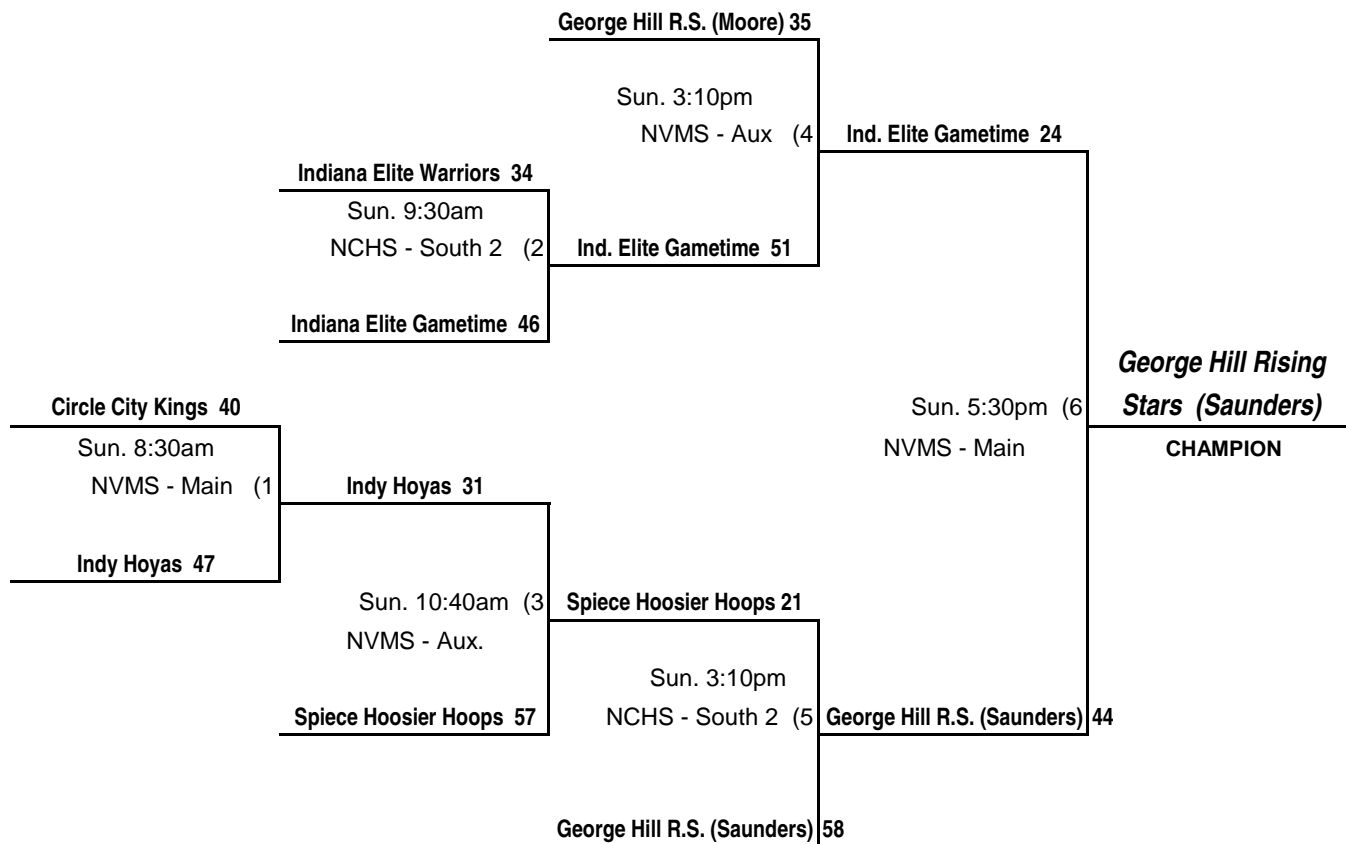 George Hill R.S. (Moore) 35
Sun. 3:10pm
NVMS - Aux (4
Ind. Elite Gametime 24
Indiana Elite Warriors 34
Sun. 9:30am
NCHS - South 2 (2
Ind. Elite Gametime 51
Indiana Elite Gametime 46
George Hill Rising
Stars (Saunders)
CHAMPION
Circle City Kings 40
Sun. 5:30pm (6
NVMS - Main
Sun. 8:30am
NVMS - Main (1
Indy Hoyas 31
Indy Hoyas 47
Sun. 10:40am (3
NVMS - Aux.
Spiece Hoosier Hoops 21
Sun. 3:10pm
NCHS - South 2 (5
Spiece Hoosier Hoops 57
George Hill R.S. (Saunders) 44
George Hill R.S. (Saunders) 58